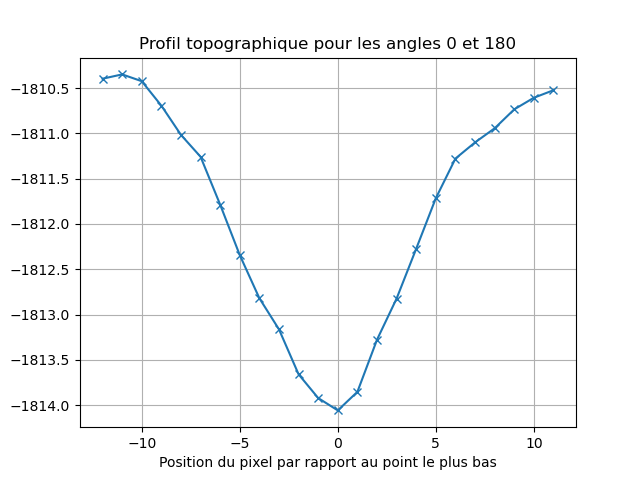 Profil topographique pour les angles 0 et 180
−1810.5
−1811.0
−1811.5
−1812.0
−1812.5
−1813.0
−1813.5
−1814.0
−10 −5 0 5 10
Position du pixel par rapport au point le plus bas